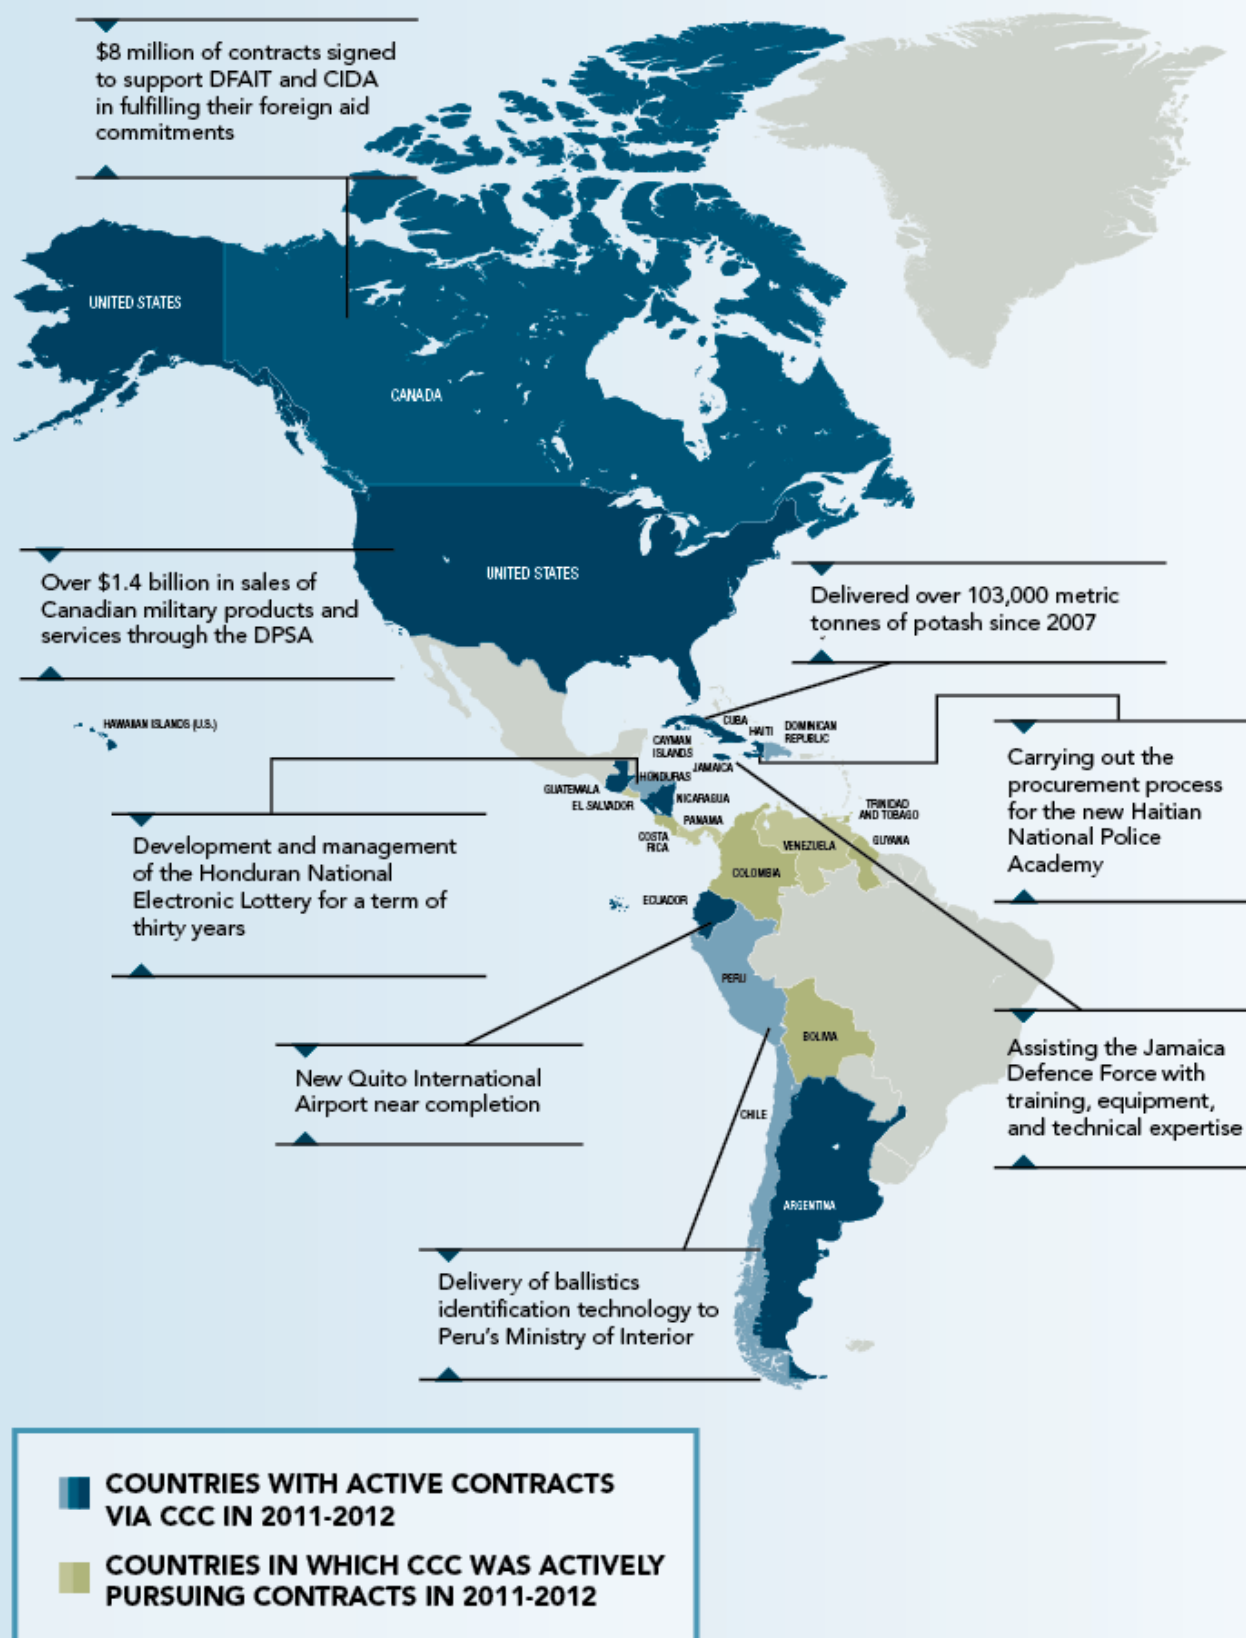 $8 million of contracts signed
to support DFAIT and CIDA
in fulfilling their foreign aid
commitments
UNITED STATES
CANADA
UNITED STATES
Over $1.4 billion in sales of
Canadian military products and
services through the DPSA
Delivered over 103,000 metric
tonnes of potash since 2007
HAWAIIAN ISLANDS (U.S.)
CUBA
HAITI
DOMINICAN
REPUBLIC
CAYMAN
ISLANDS
JAMAICA
HONDURAS
GUATEMALA
EL SALVADOR
NICARAGUA
PANAMA
COSTA
RICA
TRINIDAD
AND TOBAGO
GUYANA
VENEZUELA
COLOMBIA
ECUADOR
PERU
BOLIVIA
CHILE
ARGENTINA
Carrying out the
procurement process
for the new Haitian
National Police
Academy
Development and management
of the Honduran National
Electronic Lottery for a term of
thirty years
New Quito International
Airport near completion
Assisting the Jamaica
Defence Force with
training, equipment,
and technical expertise
Delivery of ballistics
identification technology to
Peru's Ministry of Interior
COUNTRIES WITH ACTIVE CONTRACTS
VIA CCC IN 2011-2012
COUNTRIES IN WHICH CCC WAS ACTIVELY
PURSUING CONTRACTS IN 2011-2012